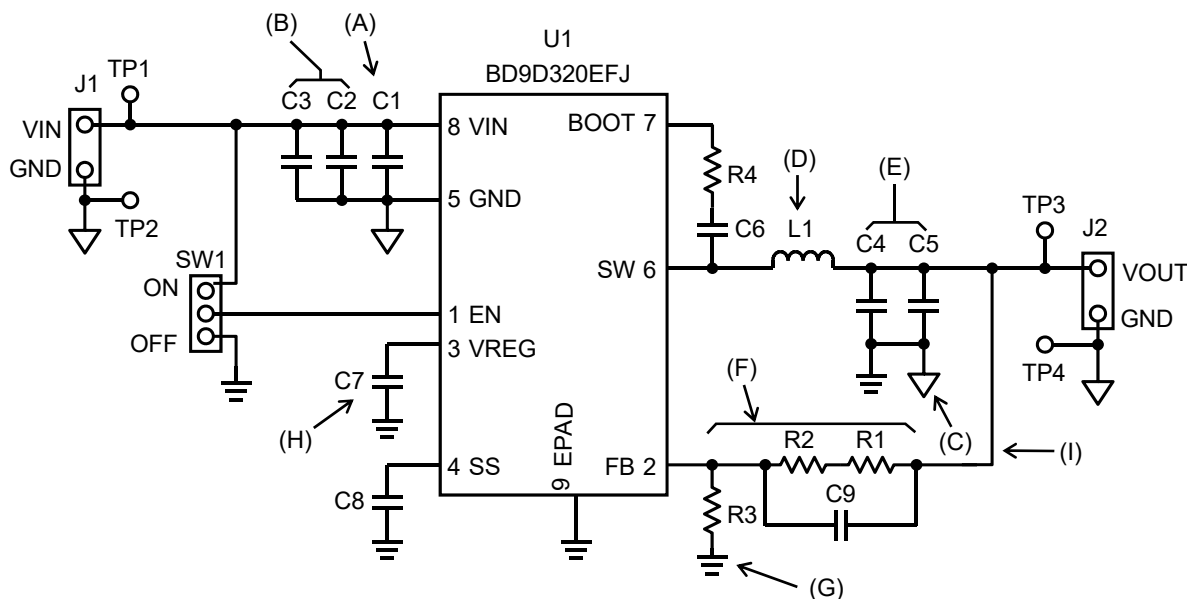 (B)
(A)
U1
BD9D320EFJ
J1
TP1
C3
C2
C1
VIN
8 VIN
BOOT 7
GND
(D)
R4
(E)
5 GND
TP2
TP3
C6
L1
C4
C5
J2
SW1
SW 6
VOUT
ON
1 EN
GND
OFF
3 VREG
C7
(F)
TP4
(H)
9 EPAD
R2
R1
(C)
4 SS
FB 2
(I)
C8
C9
R3
(G)